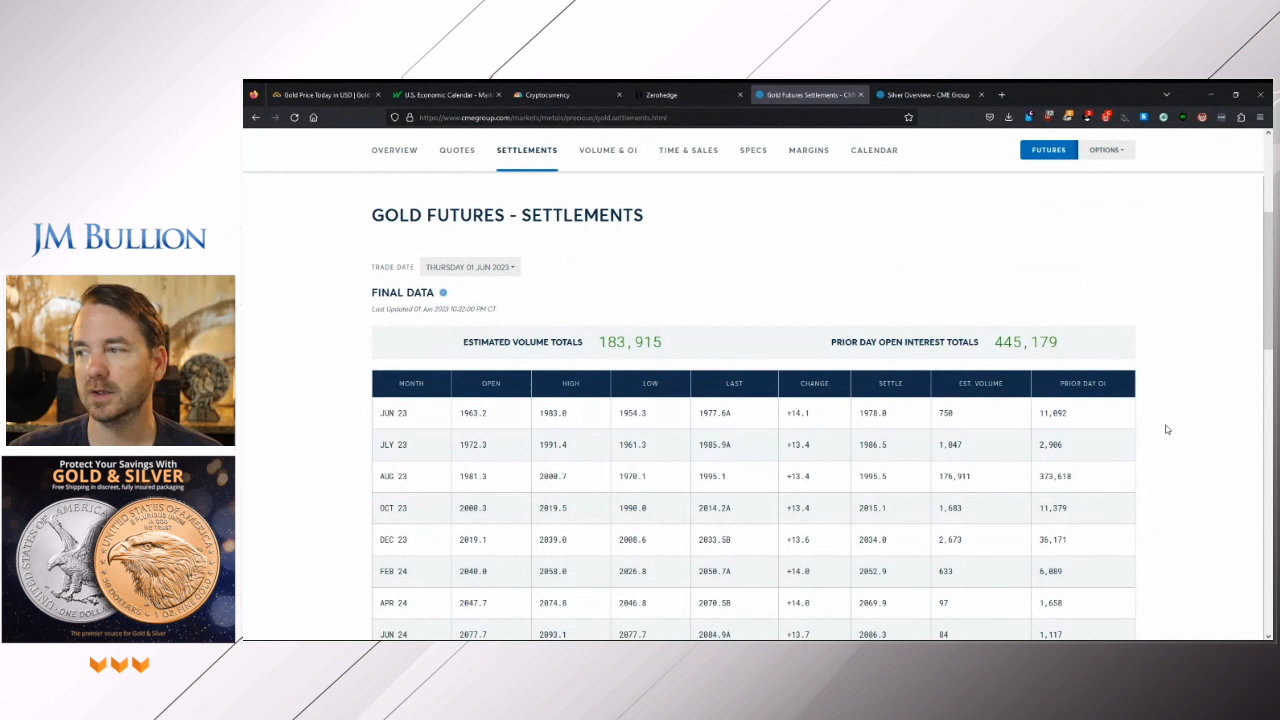 Gold Price Today in USD | Gold
U.S. Economic Calendar - Mark
Cryptocurrency
Zerohedge
Gold Futures Settlements - CM
Silver Overview - CME Group
https://www.cmegroup.com/markets/metals/precious/gold.settlements.html
OVERVIEW QUOTES SETTLEMENTS VOLUME & OI TIME & SALES SPECS MARGINS CALENDAR FUTURES OPTIONS
GOLD FUTURES - SETTLEMENTS
TRADE DATE THURSDAY 01 JUN 2023
FINAL DATA
Last Updated 01 Jun 2023 10:32:00 PM CT
ESTIMATED VOLUME TOTALS 183,915 PRIOR DAY OPEN INTEREST TOTALS 445,179
MONTH OPEN HIGH LOW LAST CHANGE SETTLE EST. VOLUME PRIOR DAY OI
JUN 23 1963.2 1983.0 1954.3 1977.6A +14.1 1978.0 750 11,092
JLY 23 1972.3 1991.4 1961.3 1985.9A +13.4 1986.5 1,047 2,906
AUG 23 1981.3 2000.7 1970.1 1995.1 +13.4 1995.5 176,911 373,618
OCT 23 2000.3 2019.5 1990.0 2014.2A +13.4 2015.1 1,683 11,379
DEC 23 2019.1 2039.0 2008.6 2033.5B +13.6 2034.0 2,673 36,171
FEB 24 2040.0 2058.0 2026.8 2050.7A +14.0 2052.9 633 6,089
APR 24 2047.7 2074.8 2046.8 2070.5B +14.0 2069.9 97 1,658
JUN 24 2077.7 2093.1 2077.7 2084.9A +13.7 2086.3 84 1,117
JM BULLION
Protect Your Savings With
GOLD & SILVER
Free Shipping in discreet, fully insured packaging
UNITED STATES OF AMERICA
IN GOD
WE TRUST
ONE DOLLAR
The premier source for Gold & Silver